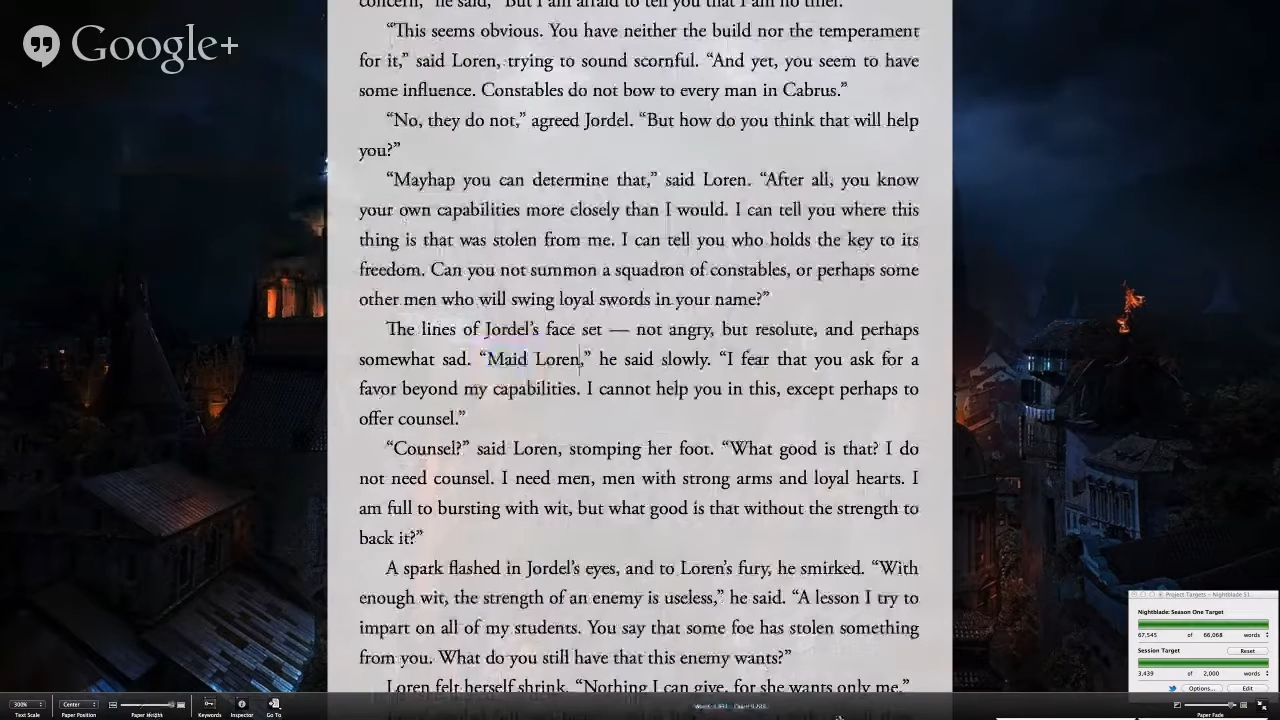 Google+
concern," he said, "But I am afraid to tell you that I am no thief."
“This seems obvious. You have neither the build nor the temperament
for it,” said Loren, trying to sound scornful. “And yet, you seem to have
some influence. Constables do not bow to every man in Cabrus.”
“No, they do not,” agreed Jordel. “But how do you think that will help
you?”
“Mayhap you can determine that,” said Loren. “After all, you know
your own capabilities more closely than I would. I can tell you where this
thing is that was stolen from me. I can tell you who holds the key to its
freedom. Can you not summon a squadron of constables, or perhaps some
other men who will swing loyal swords in your name?”
The lines of Jordel’s face set — not angry, but resolute, and perhaps
somewhat sad. “Maid Loren,” he said slowly. “I fear that you ask for a
favor beyond my capabilities. I cannot help you in this, except perhaps to
offer counsel.”
“Counsel?” said Loren, stomping her foot. “What good is that? I do
not need counsel. I need men, men with strong arms and loyal hearts. I
am full to bursting with wit, but what good is that without the strength to
back it?”
A spark flashed in Jordel’s eyes, and to Loren’s fury, he smirked. “With
enough wit, the strength of an enemy is useless,” he said. “A lesson I try to
impart on all of my students. You say that some foe has stolen something
from you. What do you still have that this enemy wants?”
Loren felt herself shrink. “Nothing I can give, for she wants only me.”
Project Targets - Nightblade S1
Nightblade: Season One Target
67,545 of 66,068 words
Session Target
Reset
3,439 of 2,000 words
Options...
Edit
300%
Center
Text Scale
Paper Position
Paper Width
Keywords
Inspector
Go To
Paper Fade